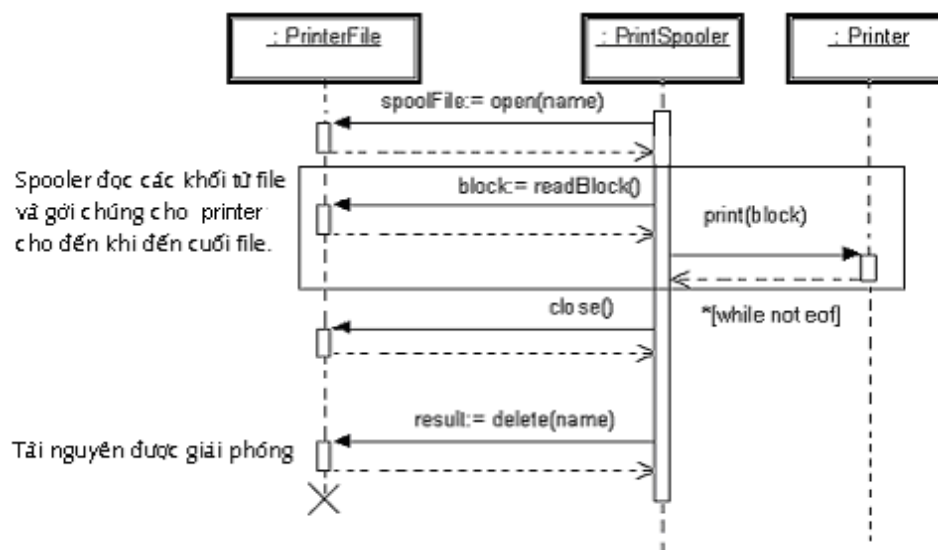 : PrinterFile
: PrintSpooler
: Printer
spoolFile:= open(name)
Spooler đọc các khối từ file
và gởi chúng cho printer
cho đến khi đến cuối file.
block:= readBlock()
print(block)
*[while not eof]
close()
result:= delete(name)
Tài nguyên được giải phóng